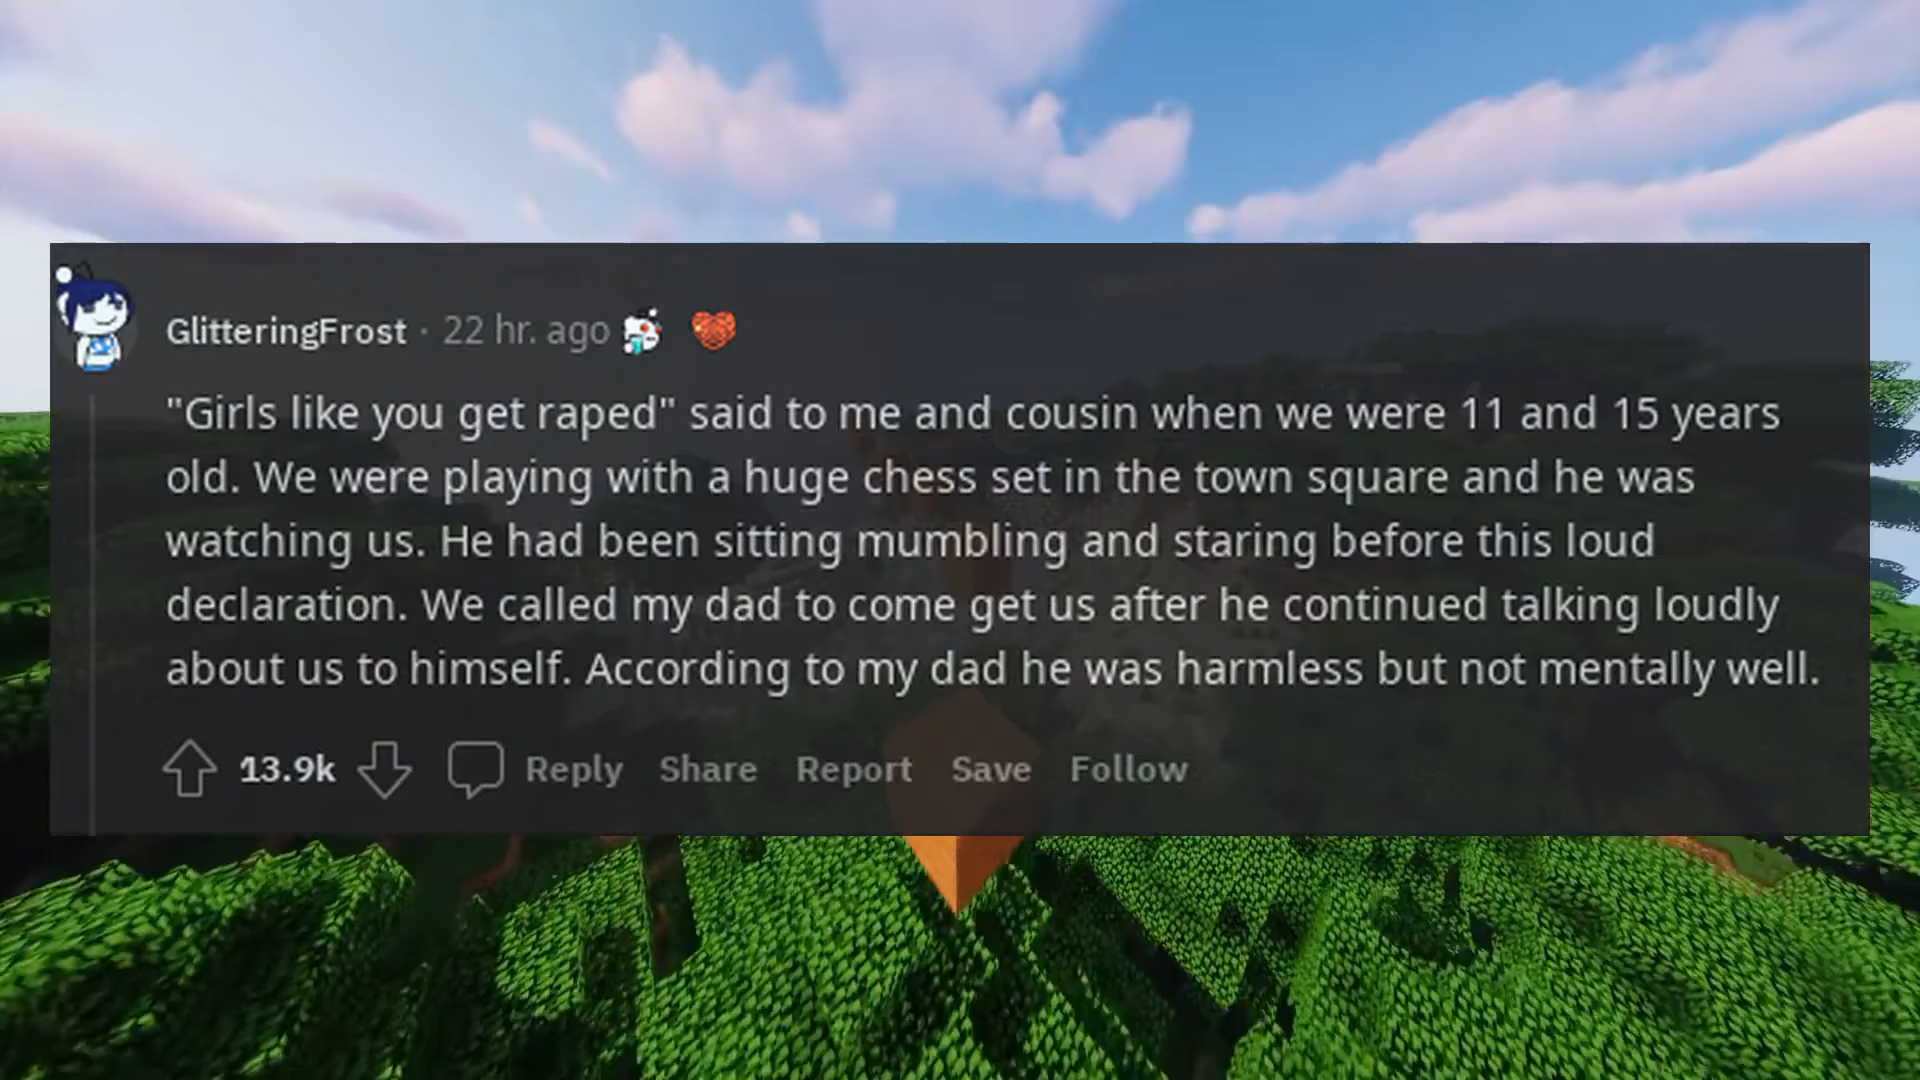 GlitteringFrost · 22 hr. ago
"Girls like you get raped" said to me and cousin when we were 11 and 15 years
old. We were playing with a huge chess set in the town square and he was
watching us. He had been sitting mumbling and staring before this loud
declaration. We called my dad to come get us after he continued talking loudly
about us to himself. According to my dad he was harmless but not mentally well.
13.9k Reply Share Report Save Follow